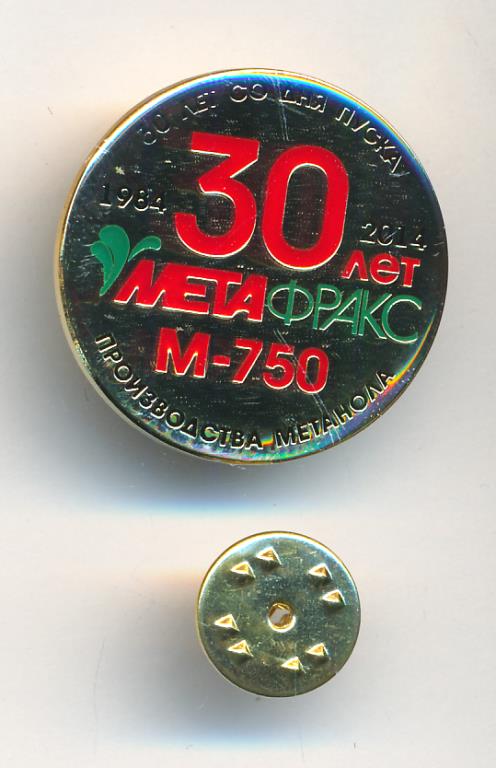 30 ЛЕТ СО ДНЯ ПУСКА
30
1984
2014
лет
МЕТАФРАКС
М-750
ПРОИЗВОДСТВА МЕТАНОЛА